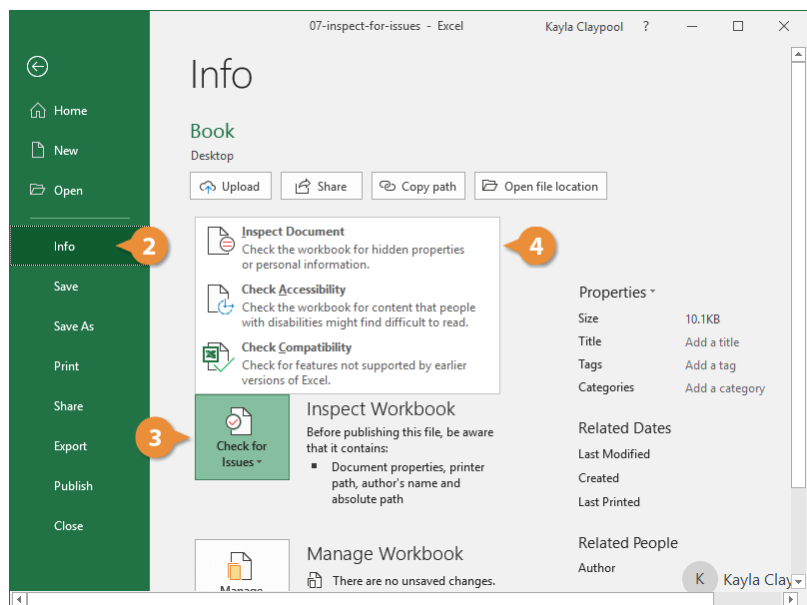 07-inspect-for-issues - Excel
Kayla Claypool
?
Info
Home
New
Open
Info
Save
Save As
Print
Share
Export
Publish
Close
2
Book
Desktop
Upload
Share
Copy path
Open file location
Inspect Document
Check the workbook for hidden properties
or personal information.
4
Check Accessibility
Check the workbook for content that people
with disabilities might find difficult to read.
Check Compatibility
Check for features not supported by earlier
versions of Excel.
3
Check for
Issues
Inspect Workbook
Before publishing this file, be aware
that it contains:
Document properties, printer
path, author's name and
absolute path
Manage
Manage Workbook
There are no unsaved changes.
Properties
Size 10.1KB
Title Add a title
Tags Add a tag
Categories Add a category
Related Dates
Last Modified
Created
Last Printed
Related People
Author
K Kayla Clay